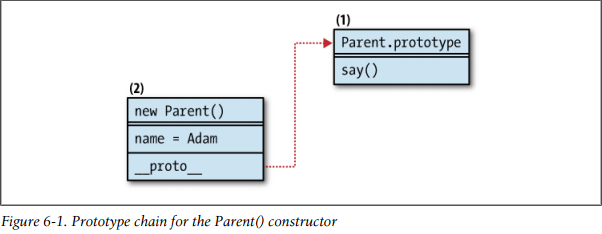 (1)
Parent.prototype
say()
(2)
new Parent()
name = Adam
__proto__
Figure 6-1. Prototype chain for the Parent() constructor